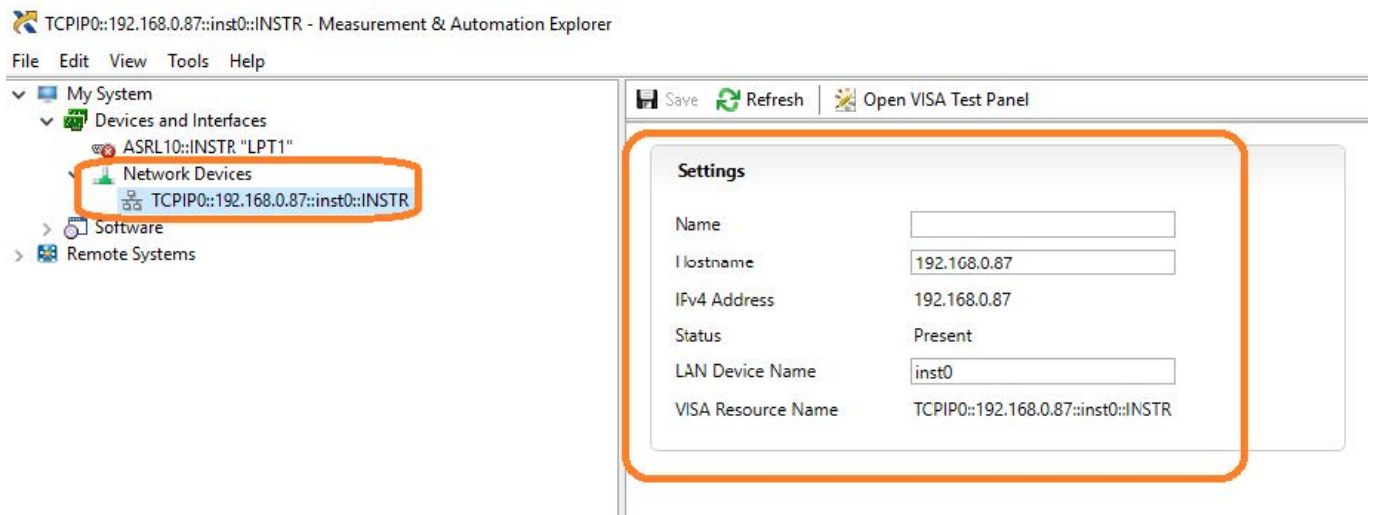 TCPIP0::192.168.0.87::inst0::INSTR - Measurement & Automation Explorer
File Edit View Tools Help
My System
Devices and Interfaces
ASRL10::INSTR "LPT1"
Network Devices
TCPIP0::192.168.0.87::inst0::INSTR
Software
Remote Systems
Save Refresh Open VISA Test Panel
Settings
Name
Hostname 192.168.0.87
IPv4 Address 192.168.0.87
Status Present
LAN Device Name inst0
VISA Resource Name TCPIP0::192.168.0.87::inst0::INSTR